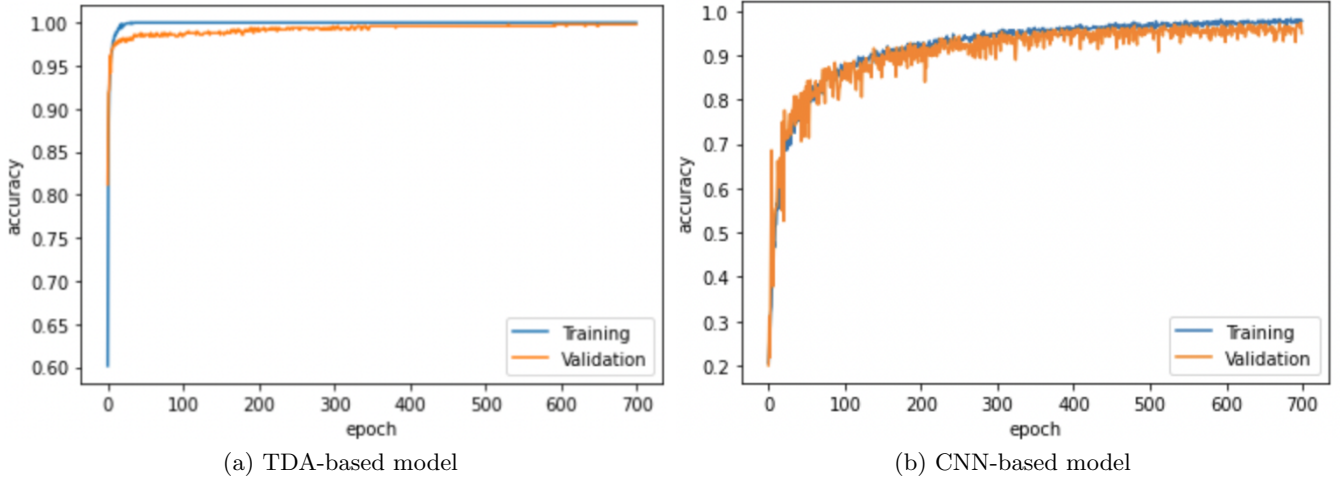 1.00
0.95
0.90
0.85
0.80
0.75
0.70
0.65
0.60
accuracy
0 100 200 300 400 500 600 700
epoch
Training
Validation
(a) TDA-based model
1.0
0.9
0.8
0.7
0.6
0.5
0.4
0.3
0.2
accuracy
0 100 200 300 400 500 600 700
epoch
Training
Validation
(b) CNN-based model